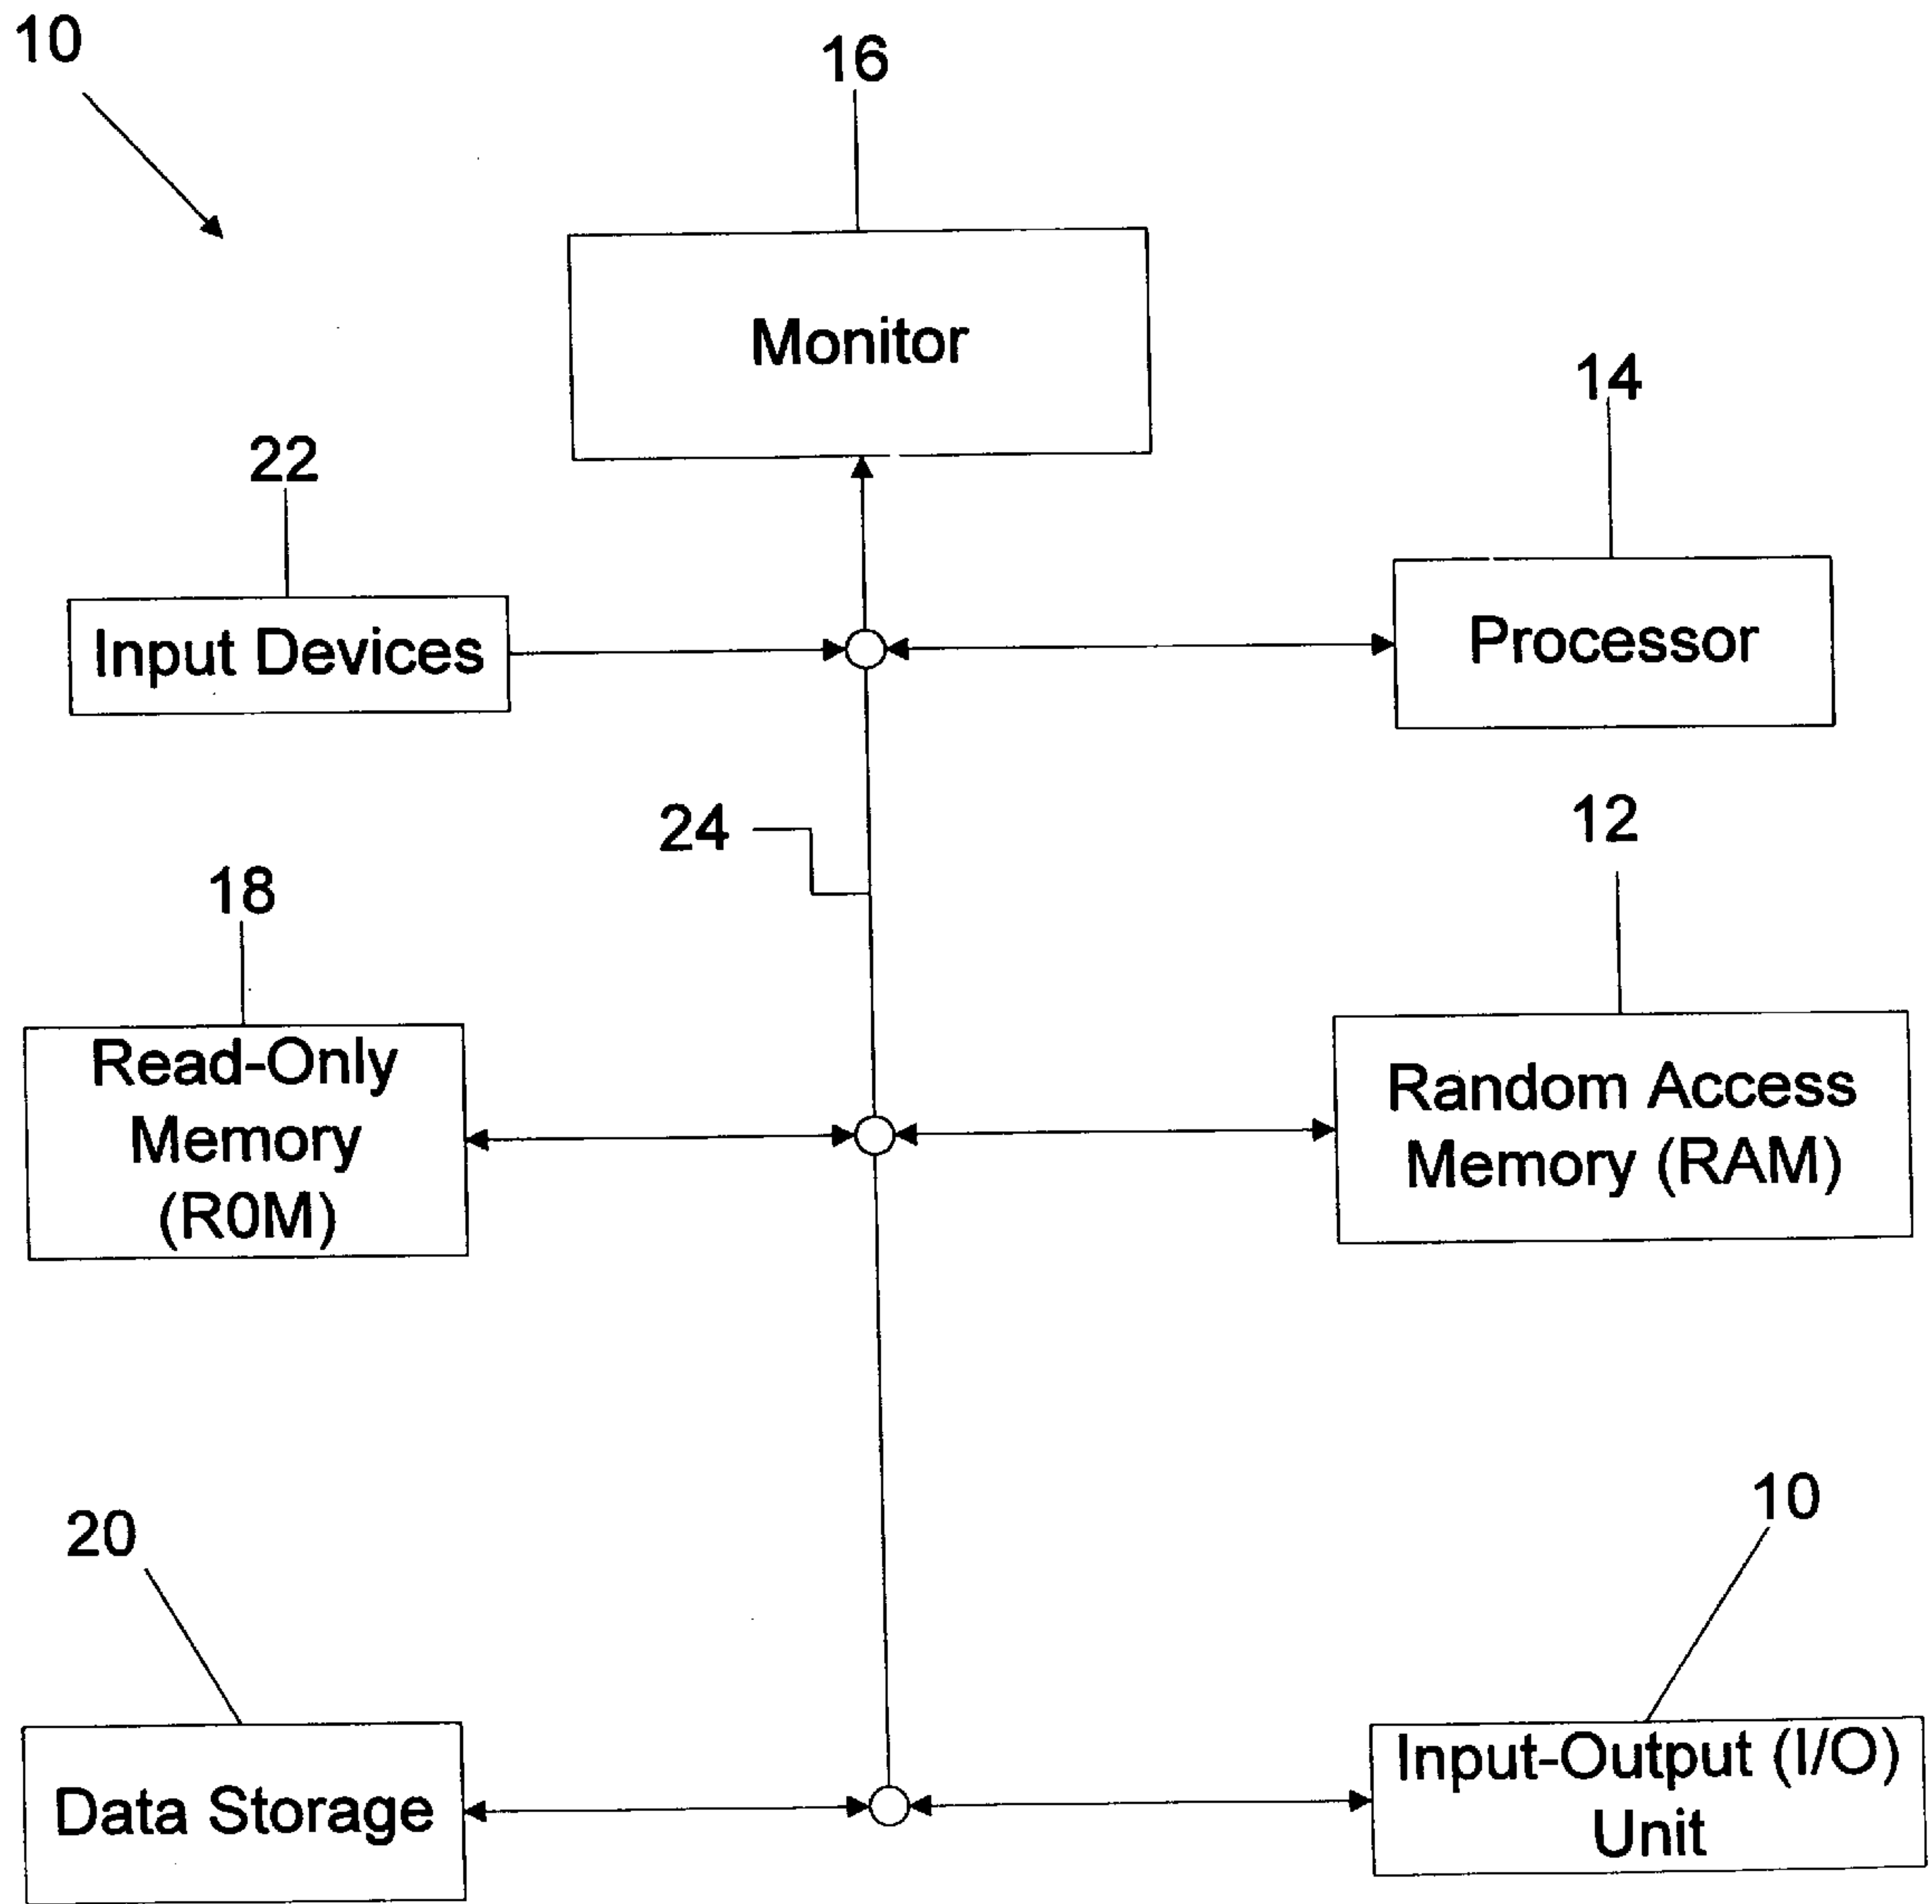 10
16
Monitor
14
22
Input Devices
Processor
24
12
18
Read-Only
Memory
(R0M)
Random Access
Memory (RAM)
20
10
Data Storage
Input-Output (I/O)
Unit